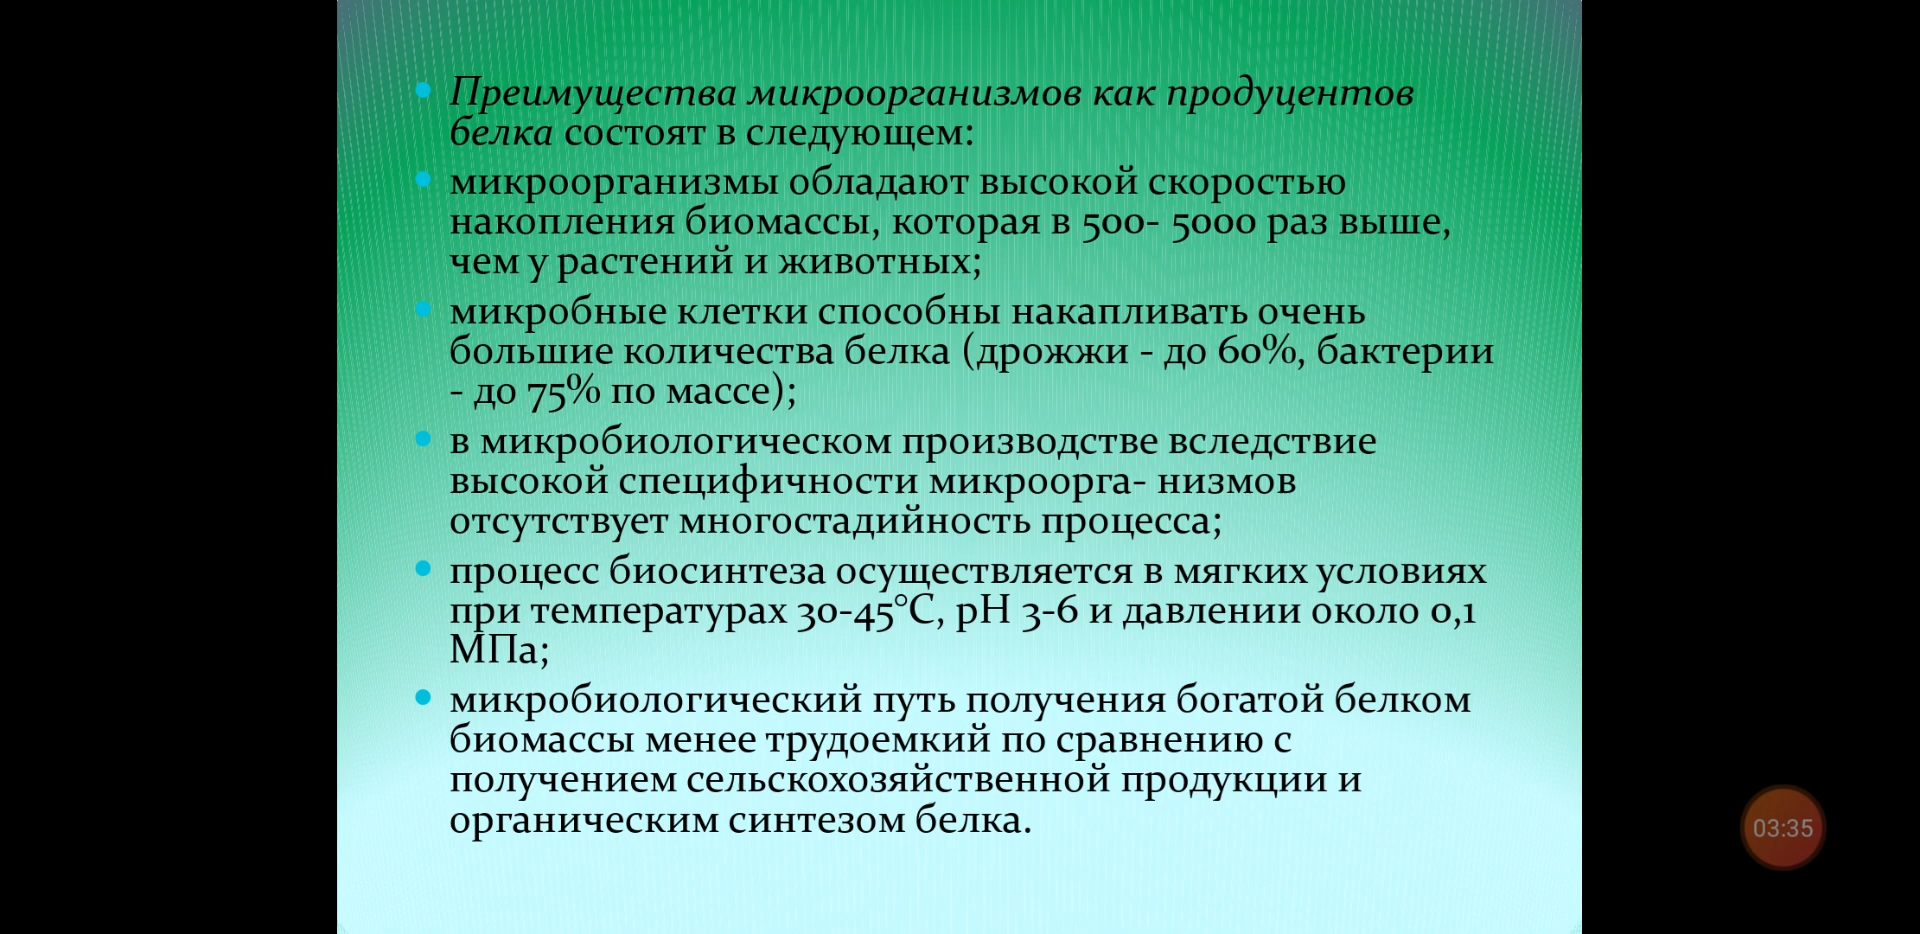 Преимущества микроорганизмов как продуцентов
белка состоят в следующем:
микроорганизмы обладают высокой скоростью
накопления биомассы, которая в 500- 5000 раз выше,
чем у растений и животных;
микробные клетки способны накапливать очень
большие количества белка (дрожжи - до 60%, бактерии
- до 75% по массе);
в микробиологическом производстве вследствие
высокой специфичности микроорга- низмов
отсутствует многостадийность процесса;
процесс биосинтеза осуществляется в мягких условиях
при температурах 30-45°С, рН 3-6 и давлении около 0,1
МПа;
микробиологический путь получения богатой белком
биомассы менее трудоемкий по сравнению с
получением сельскохозяйственной продукции и
органическим синтезом белка.
03:35